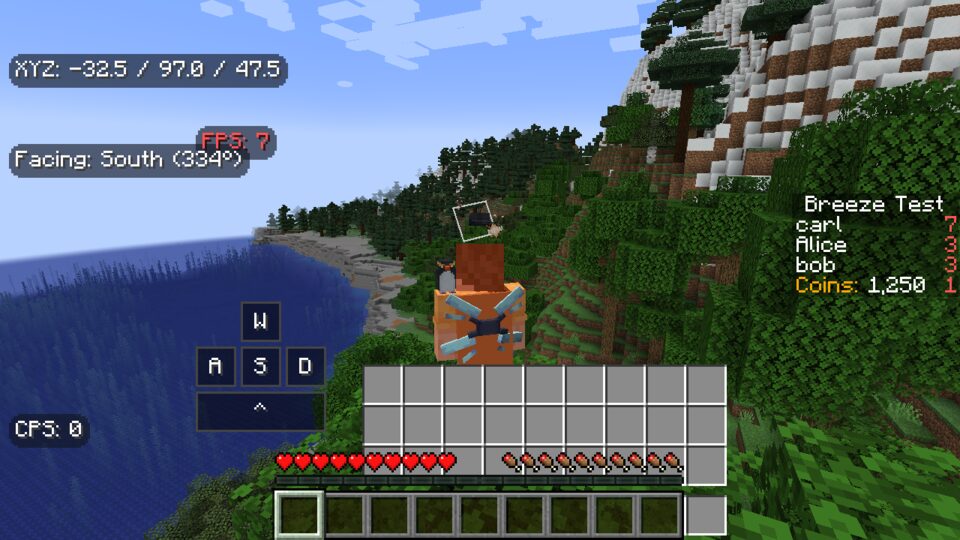 XYZ: -32.5 / 97.0 / 47.5
FPS: 7
Facing: South (334°)
Breeze Test
carl 7
Alice 3
bob 3
Coins: 1,250 1
W
A S D
^
CPS: 0